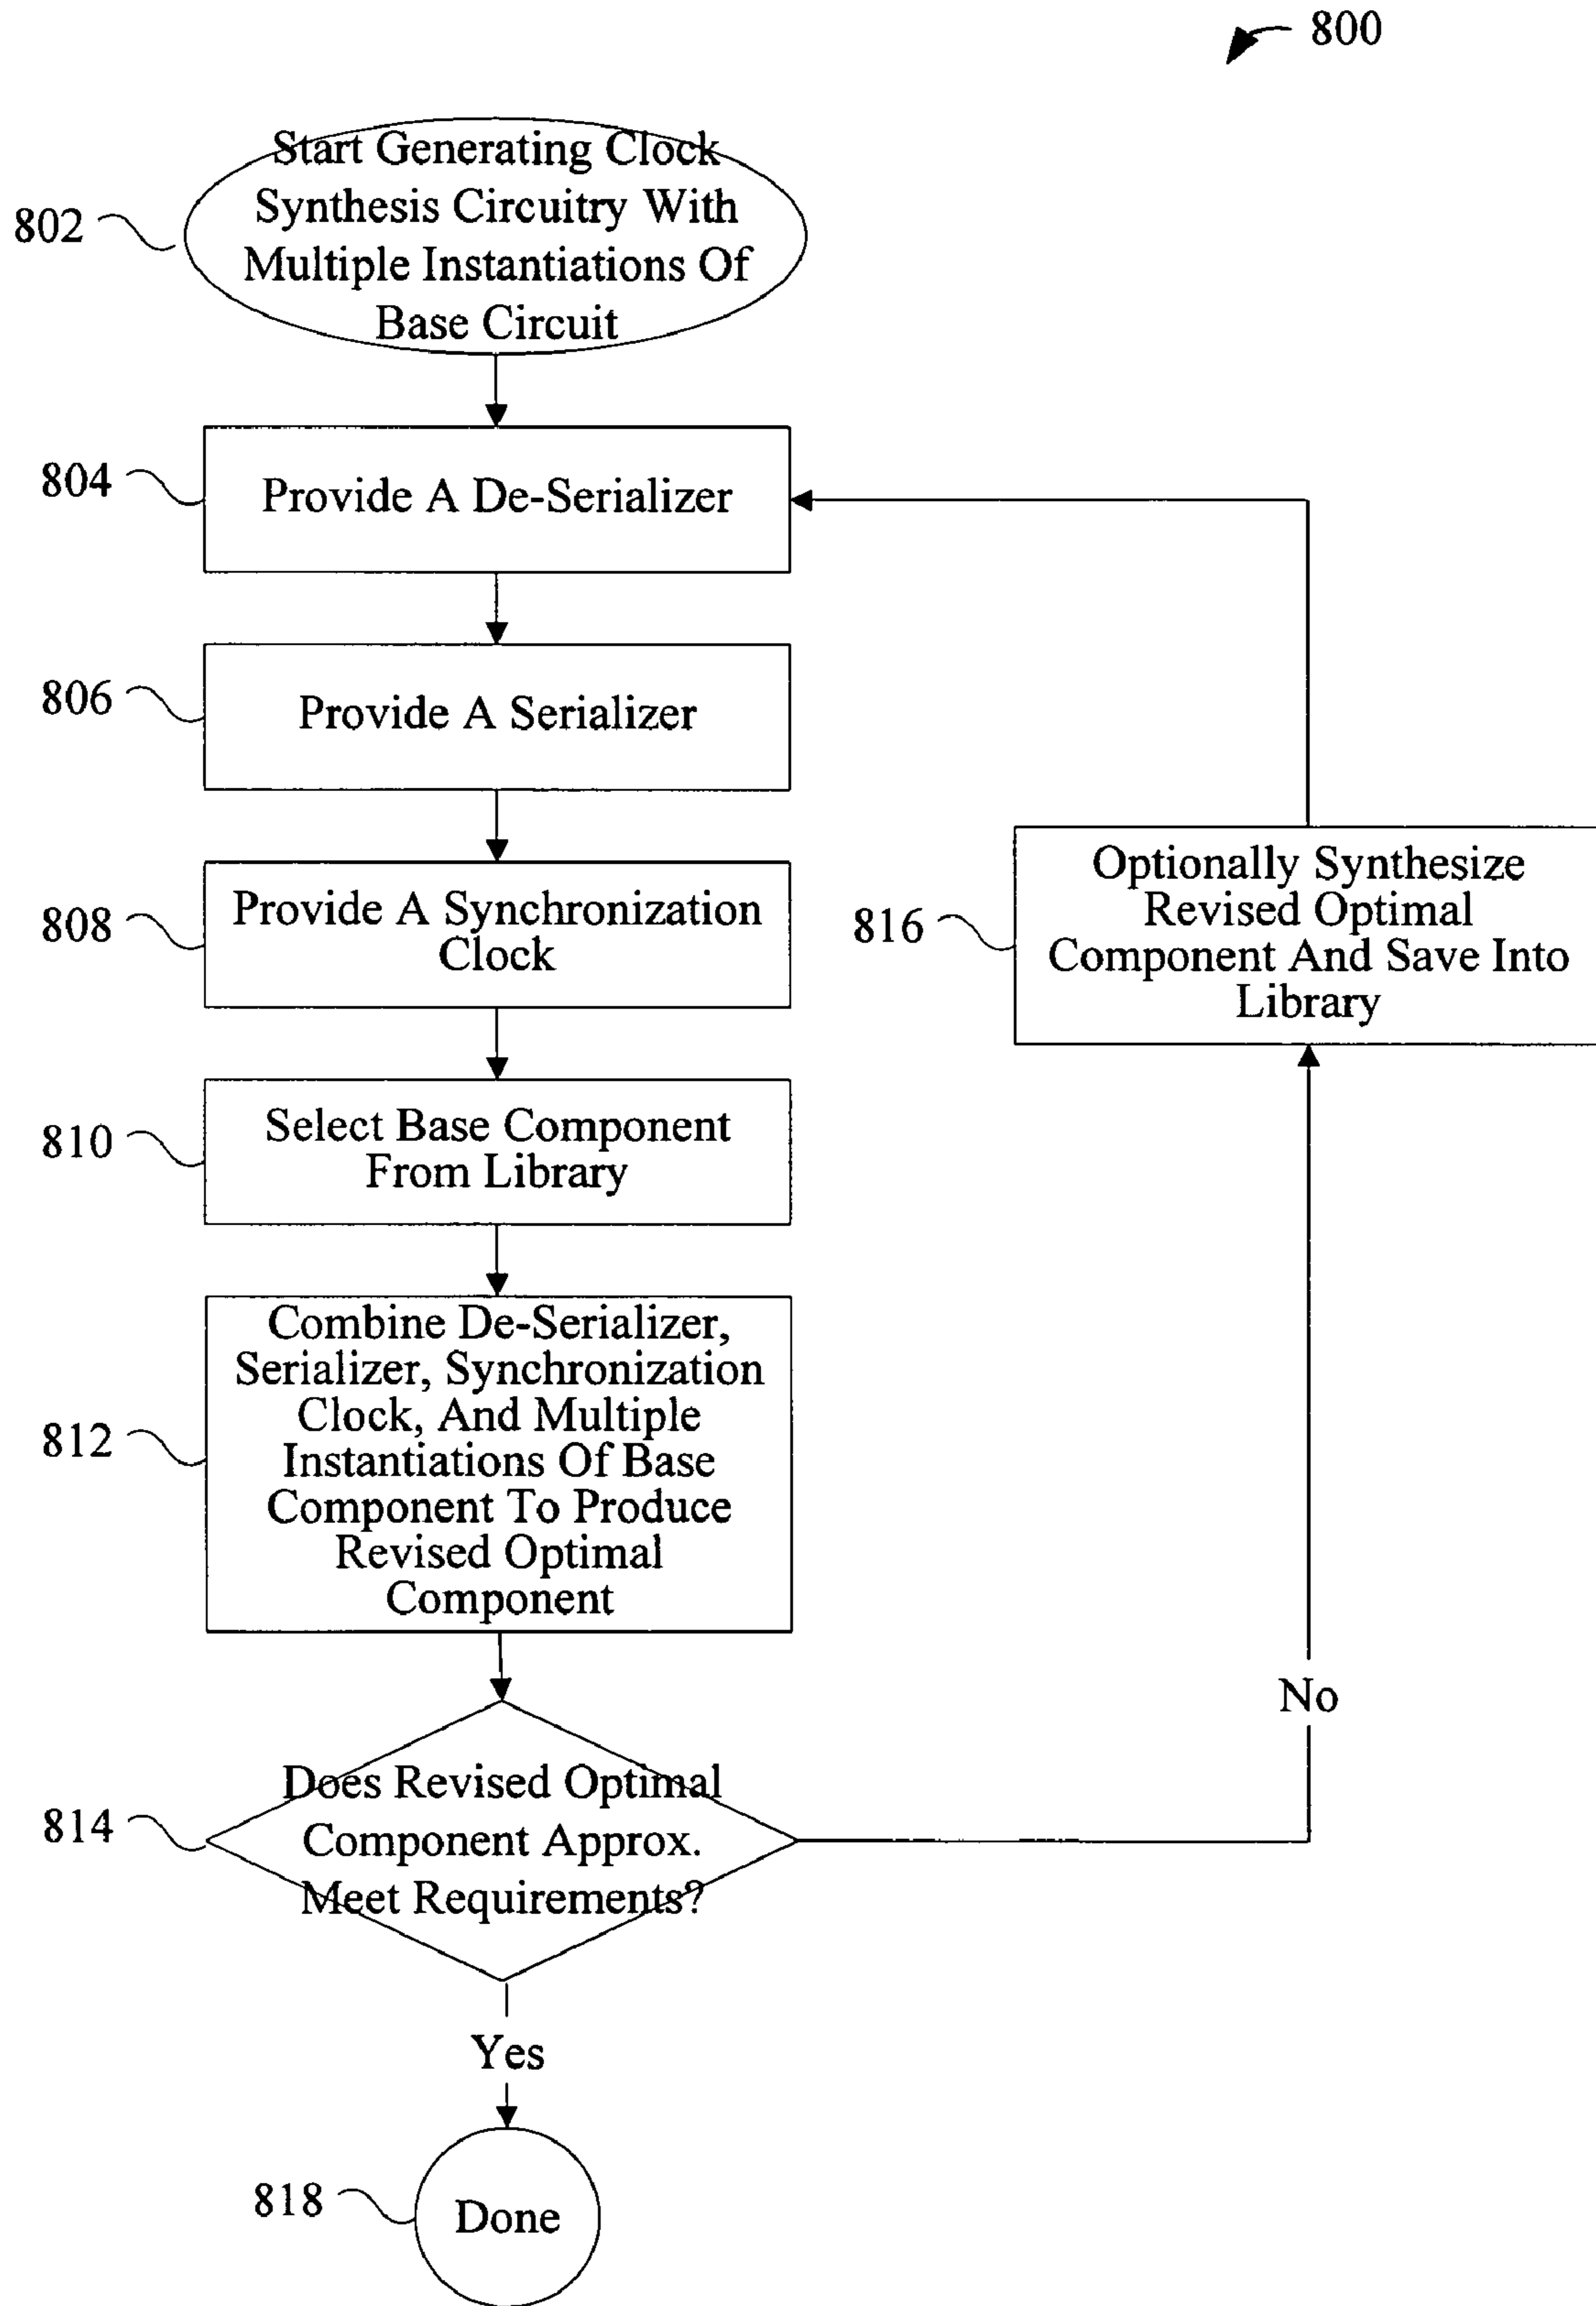 800
802
Start Generating Clock
Synthesis Circuitry With
Multiple Instantiations Of
Base Circuit
804
Provide A De-Serializer
806
Provide A Serializer
808
Provide A Synchronization
Clock
816
Optionally Synthesize
Revised Optimal
Component And Save Into
Library
810
Select Base Component
From Library
812
Combine De-Serializer,
Serializer, Synchronization
Clock, And Multiple
Instantiations Of Base
Component To Produce
Revised Optimal
Component
No
814
Does Revised Optimal
Component Approx.
Meet Requirements?
Yes
818
Done